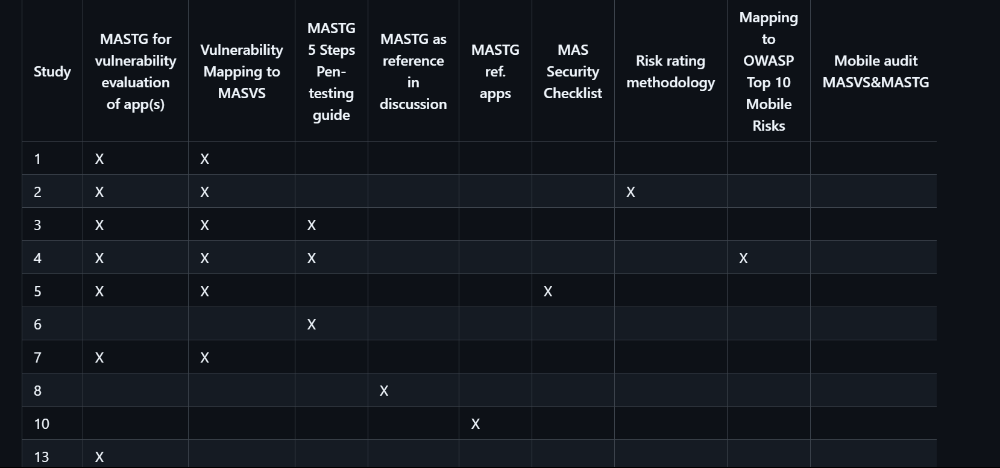 Study
MASTG for
vulnerability
evaluation
of app(s)
Vulnerability
Mapping to
MASVS
MASTG
5 Steps
Pen-
testing
guide
MASTG as
reference
in
discussion
MASTG
ref.
apps
MAS
Security
Checklist
Risk rating
methodology
Mapping
to
OWASP
Top 10
Mobile
Risks
Mobile audit
MASVS&MASTG
1 X X
2 X X X
3 X X X
4 X X X X
5 X X X
6 X
7 X X
8 X
10 X
13 X